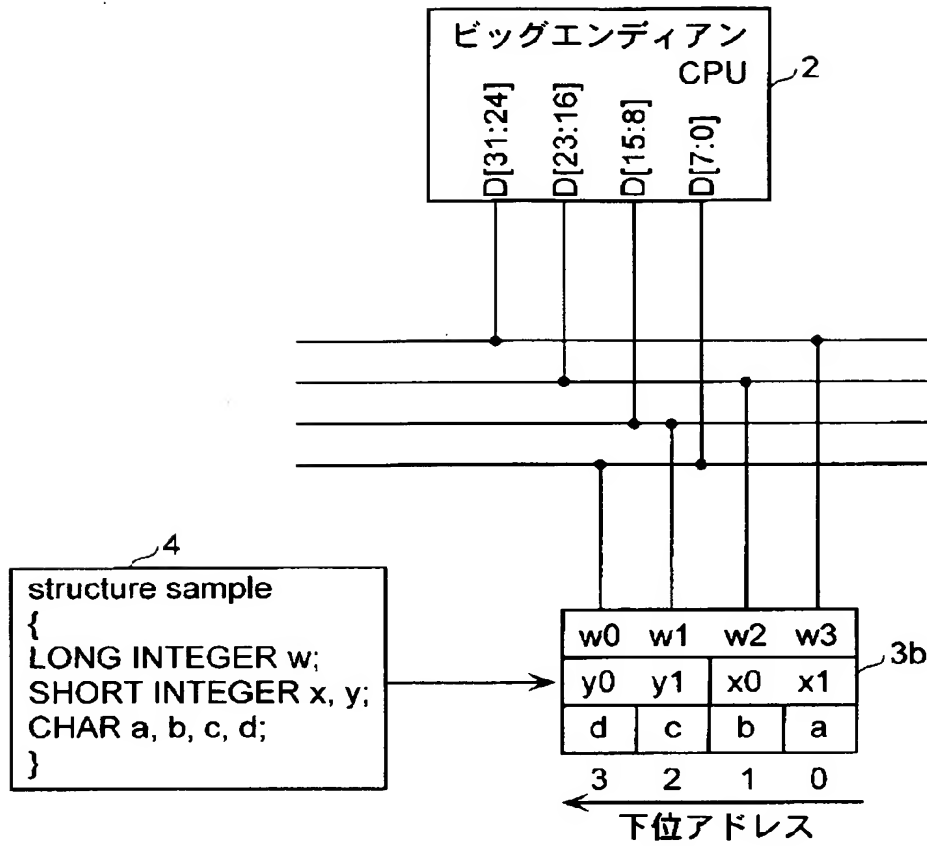 ビッグエンディアン
CPU
2
D[31:24]
D[23:16]
D[15:8]
D[7:0]
4
structure sample
{
LONG INTEGER w;
SHORT INTEGER x, y;
CHAR a, b, c, d;
}
w0 w1 w2 w3
3b
y0 y1 x0 x1
d c b a
3 2 1 0
下位アドレス